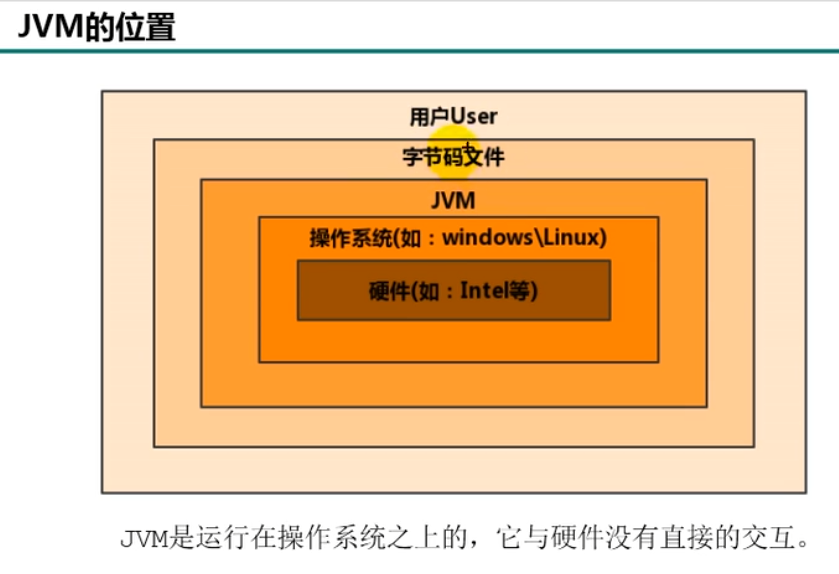 JVM的位置
用户User
字节码文件
JVM
操作系统(如：windows\Linux)
硬件(如：Intel等)
JVM是运行在操作系统之上的，它与硬件没有直接的交互。